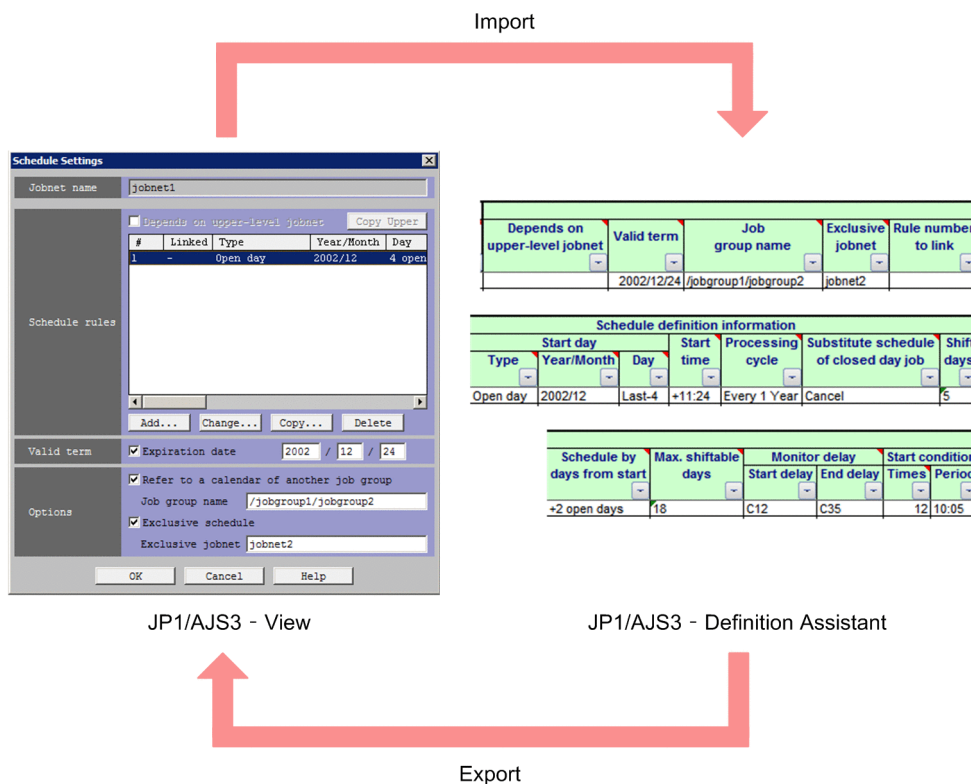 Import
Schedule Settings
Jobnet name
jobnet1
Depends on upper-level jobnet
Copy Upper
# Linked Type Year/Month Day
1 - Open day 2002/12 4 open
Schedule rules
Add... Change... Copy... Delete
Valid term
Expiration date 2002 / 12 / 24
Options
Refer to a calendar of another job group
Job group name /jobgroup1/jobgroup2
Exclusive schedule
Exclusive jobnet jobnet2
OK Cancel Help
JP1/AJS3 - View
Depends on upper-level jobnet Valid term Job group name Exclusive jobnet Rule number to link
2002/12/24 /jobgroup1/jobgroup2 jobnet2
Schedule definition information
Start day Start time Processing cycle Substitute schedule of closed day job Shift days
Type Year/Month Day
Open day 2002/12 Last-4 +11:24 Every 1 Year Cancel 5
Schedule by days from start Max. shiftable days Monitor delay Start condition
Start delay End delay Times Period
+2 open days 18 C12 C35 12 10:05
JP1/AJS3 - Definition Assistant
Export